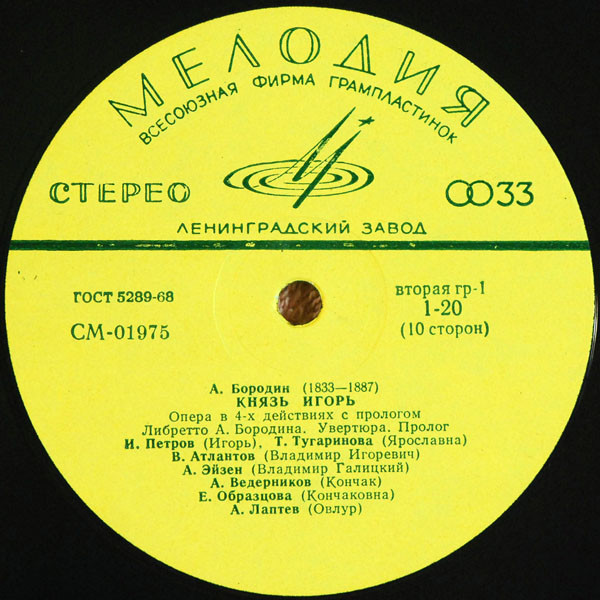 МЕЛОДИЯ
ВСЕСОЮЗНАЯ ФИРМА ГРАМПЛАСТИНОК
СТЕРЕО
33
ЛЕНИНГРАДСКИЙ ЗАВОД
ГОСТ 5289-68
вторая гр-1
СМ-01975
1-20
(10 сторон)
А. Бородин (1833—1887)
КНЯЗЬ ИГОРЬ
Опера в 4-х действиях с прологом
Либретто А. Бородина. Увертюра. Пролог
И. Петров (Игорь), Т. Тугаринова (Ярославна)
В. Атлантов (Владимир Игоревич)
А. Эйзен (Владимир Галицкий)
А. Ведерников (Кончак)
Е. Образцова (Кончаковна)
А. Лаптев (Овлур)